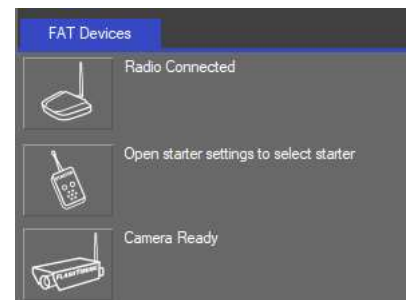 FAT Devices
Radio Connected
Open starter settings to select starter
Camera Ready